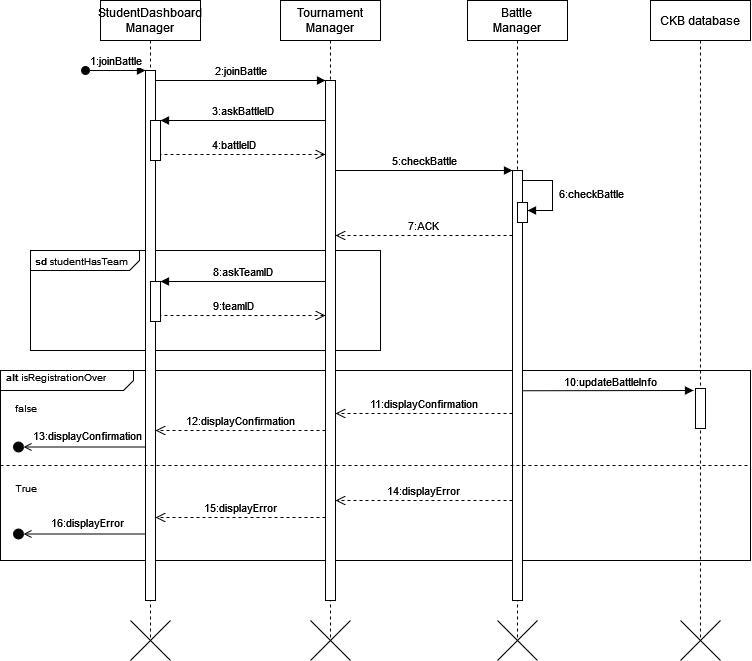 StudentDashboard
Manager
Tournament
Manager
Battle
Manager
CKB database
1:joinBattle
2:joinBattle
3:askBattleID
4:battleID
5:checkBattle
6:checkBattle
7:ACK
sd studentHasTeam
8:askTeamID
9:teamID
alt isRegistrationOver
10:updateBattleInfo
false
11:displayConfirmation
12:displayConfirmation
13:displayConfirmation
True
14:displayError
15:displayError
16:displayError